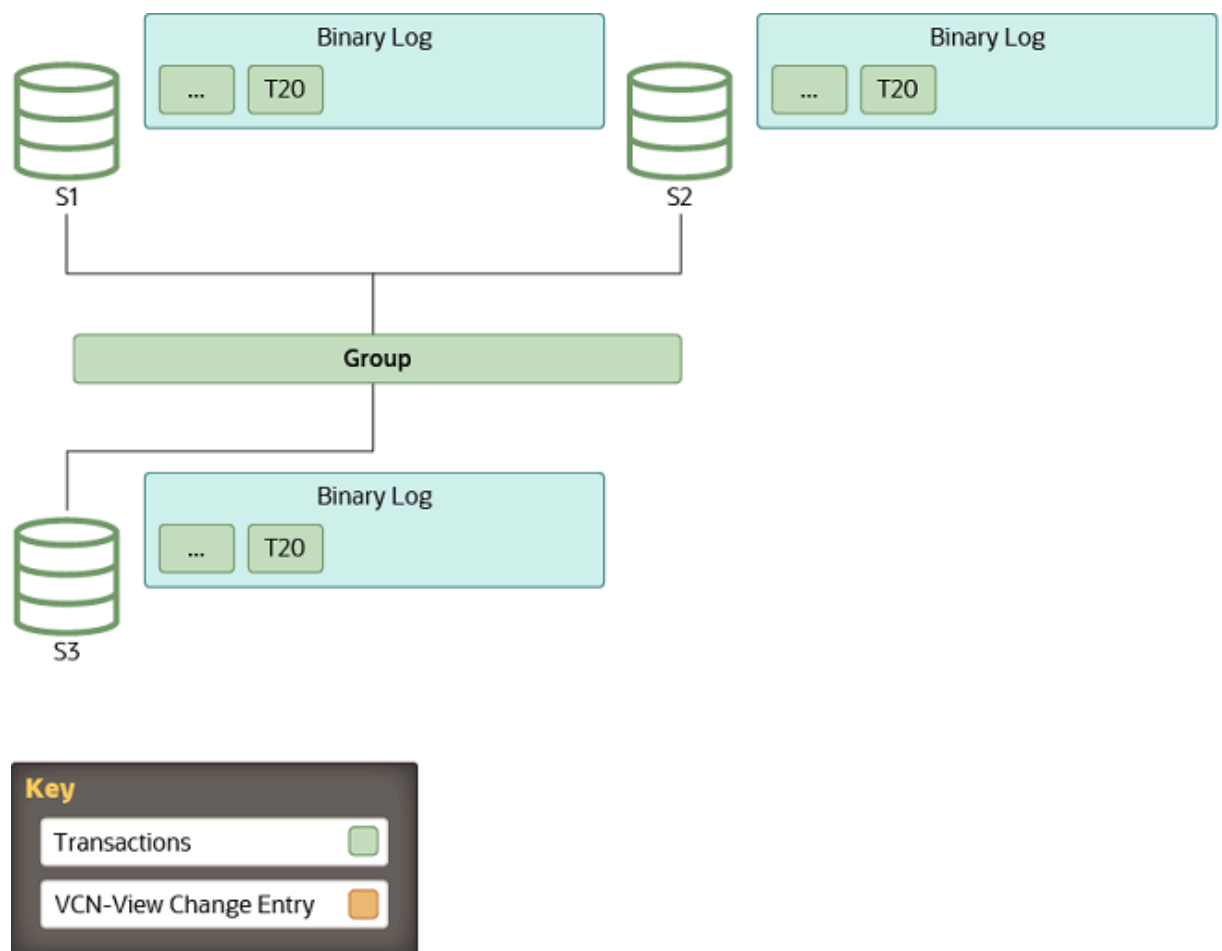 Binary Log
... T20
S1
Binary Log
... T20
S2
Group
Binary Log
... T20
S3
Key
Transactions
VCN-View Change Entry